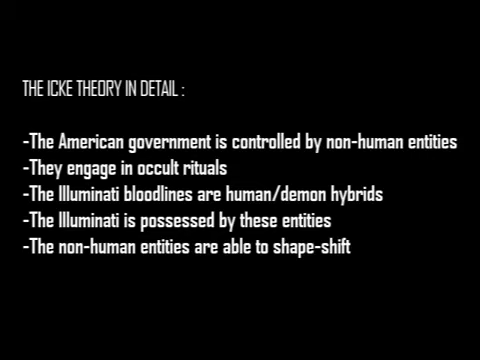 THE ICKE THEORY IN DETAIL :
-The American government is controlled by non-human entities
-They engage in occult rituals
-The Illuminati bloodlines are human/demon hybrids
-The Illuminati is possessed by these entities
-The non-human entities are able to shape-shift